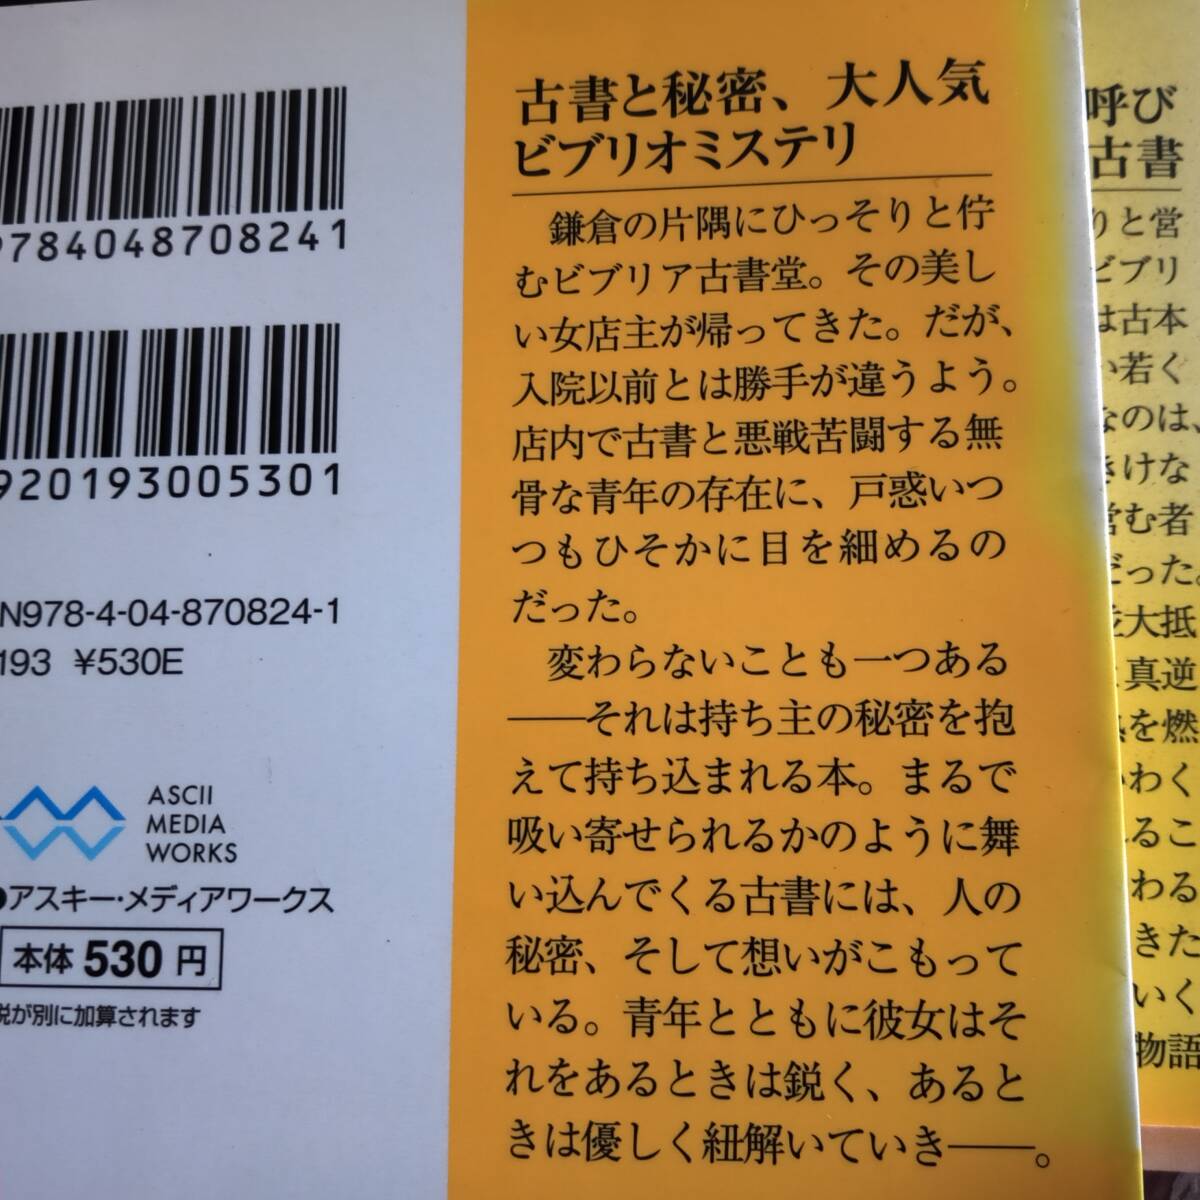 9784048708241
920193005301
N978-4-04-870824-1
193 ¥530E
ASCII
MEDIA
WORKS
●アスキー・メディアワークス
本体 530 円
税が別に加算されます
古書と秘密、大人気
ビブリオミステリ
鎌倉の片隅にひっそりと佇
むビブリア古書堂。その美し
い女店主が帰ってきた。だが、
入院以前とは勝手が違うよう。
店内で古書と悪戦苦闘する無
骨な青年の存在に、戸惑いつ
つもひそかに目を細めるの
だった。
変わらないことも一つある
――それは持ち主の秘密を抱
えて持ち込まれる本。まるで
吸い寄せられるかのように舞
い込んでくる古書には、人の
秘密、そして想いがこもって
いる。青年とともに彼女はそ
れをあるときは鋭く、あると
きは優しく紐解いていき――。
呼び
古書
りと営
ビブリ
は古本
い若く
なのは、
きけな
営む者
だった。
並大抵
真逆
を燃
わく
るこ
わる
きた
いく
物語